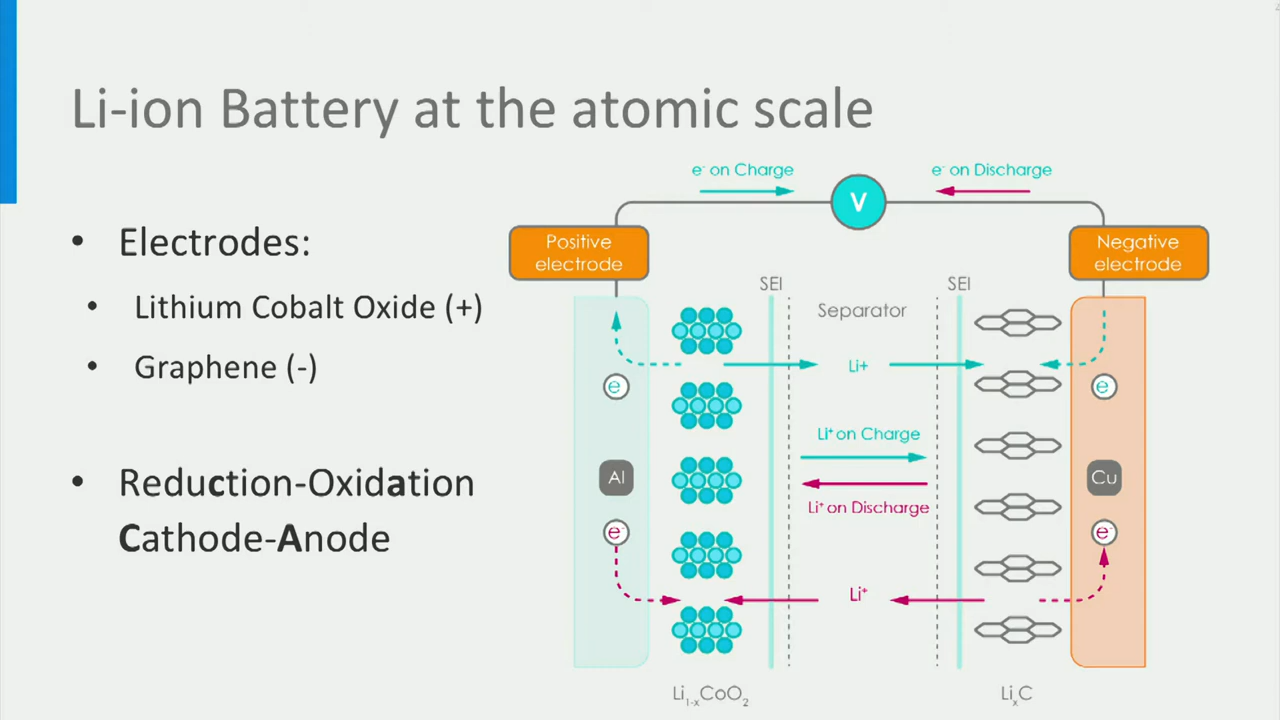 Li-ion Battery at the atomic scale
• Electrodes:
• Lithium Cobalt Oxide (+)
• Graphene (-)
• Reduction-Oxidation
Cathode-Anode
e⁻ on Charge
e⁻ on Discharge
V
Positive
electrode
Negative
electrode
SEI
Separator
SEI
Li+
e⁻
e⁻
Li⁺ on Charge
Al
Cu
Li⁺ on Discharge
e⁻
e⁻
Li⁺
Li₁₋ₓCoO₂
LiₓC